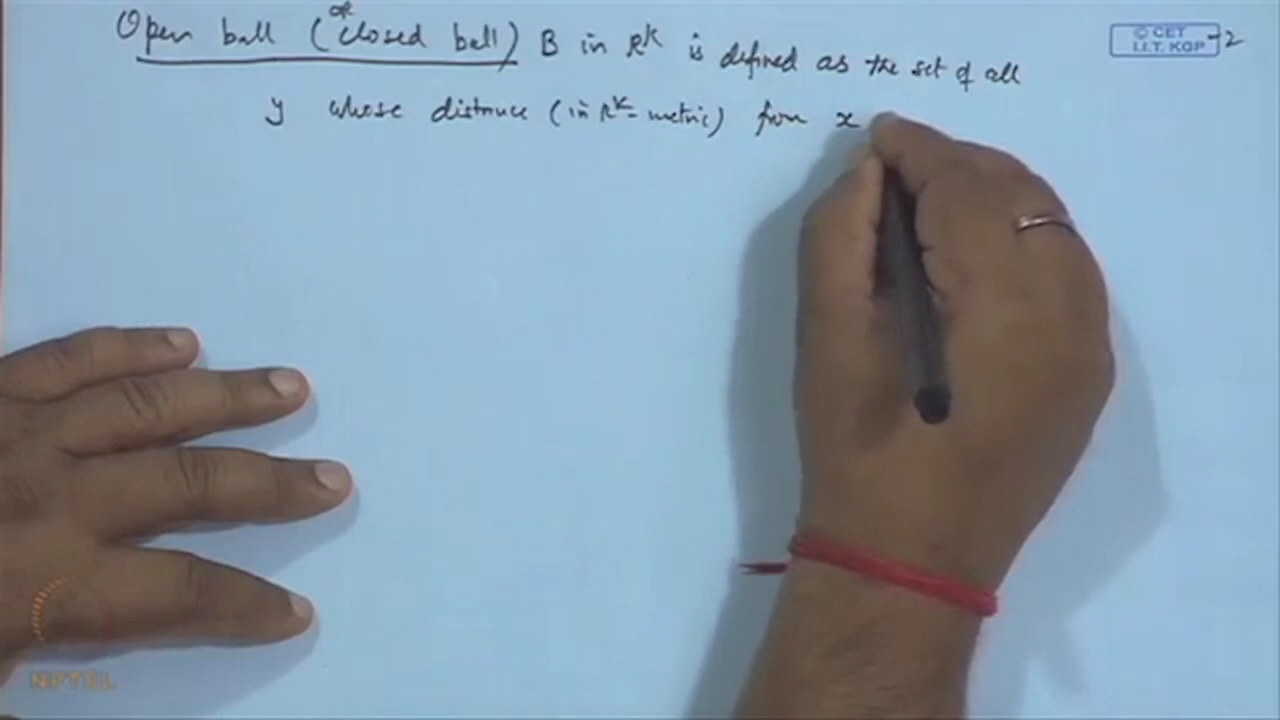 Open ball (or closed ball) B in R^K is defined as the set of all
y whose distance (in R^K - metric) from x
© CET
I.I.T. KGP
-2
NPTEL